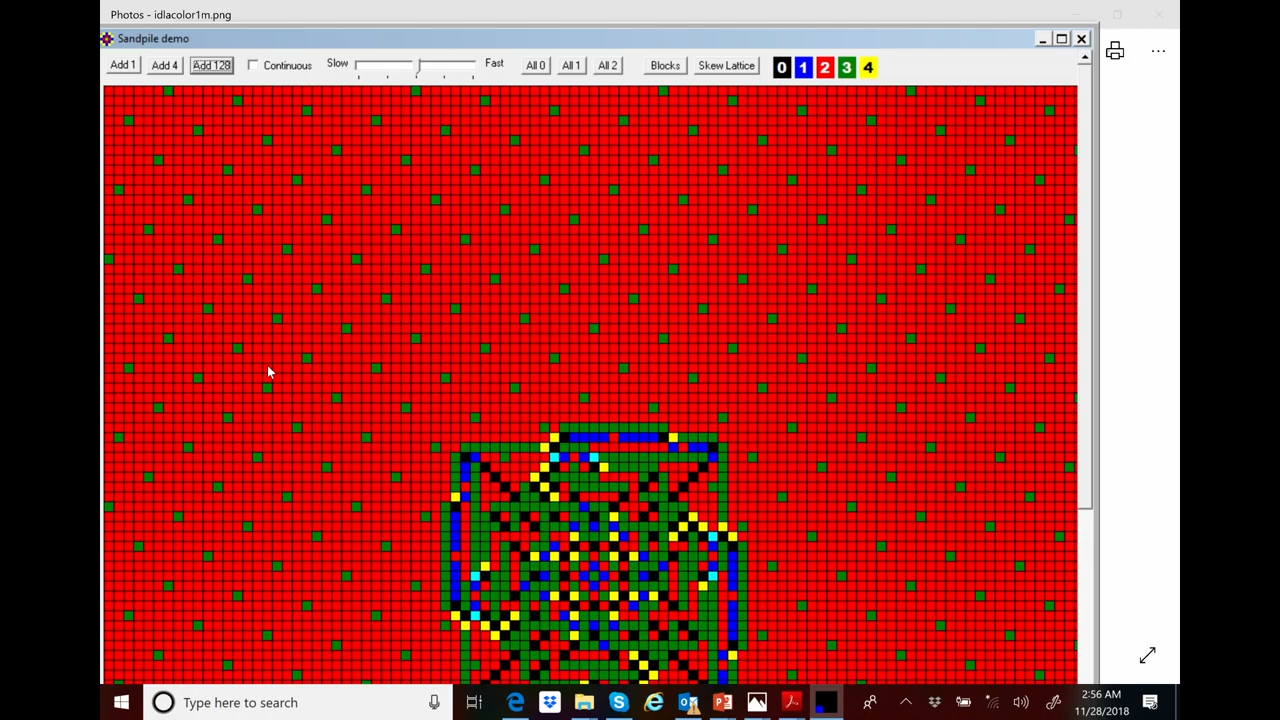 Photos - idlacolor1m.png
Sandpile demo
Add 1 Add 4 Add 128 Continuous Slow Fast All 0 All 1 All 2 Blocks Skew Lattice 0 1 2 3 4
Type here to search
2:56 AM
11/28/2018